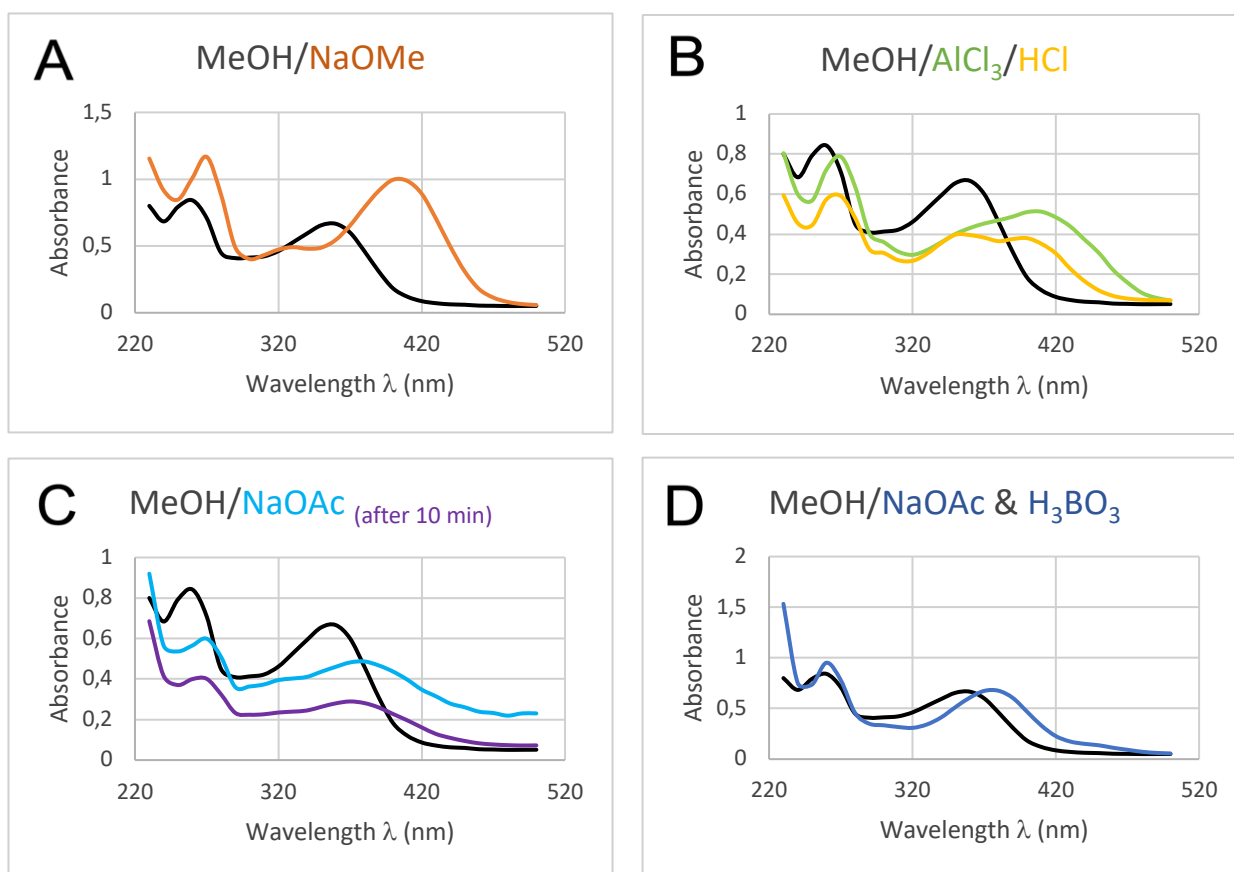 A
MeOH/NaOMe
Absorbance
1,5
1
0,5
0
220
320
420
520
Wavelength λ (nm)
B
MeOH/AlCl₃/HCl
Absorbance
1
0,8
0,6
0,4
0,2
0
220
320
420
520
Wavelength λ (nm)
C
MeOH/NaOAc (after 10 min)
Absorbance
1
0,8
0,6
0,4
0,2
0
220
320
420
520
Wavelength λ (nm)
D
MeOH/NaOAc & H₃BO₃
Absorbance
2
1,5
1
0,5
0
220
320
420
520
Wavelength λ (nm)